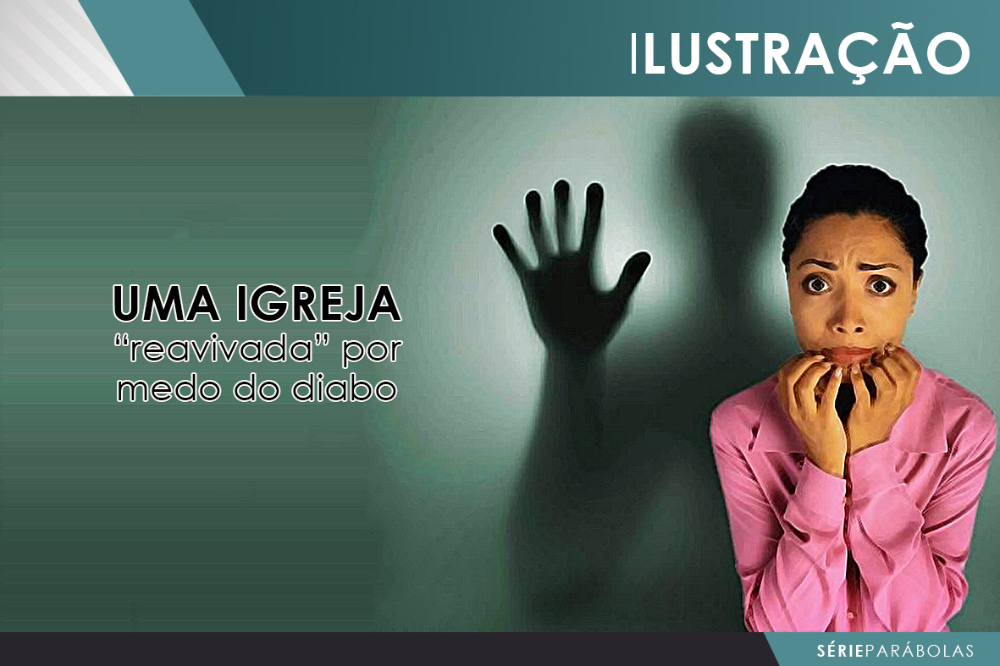 ILUSTRAÇÃO
UMA IGREJA
“reavivada” por
medo do diabo
SÉRIEPARÁBOLAS